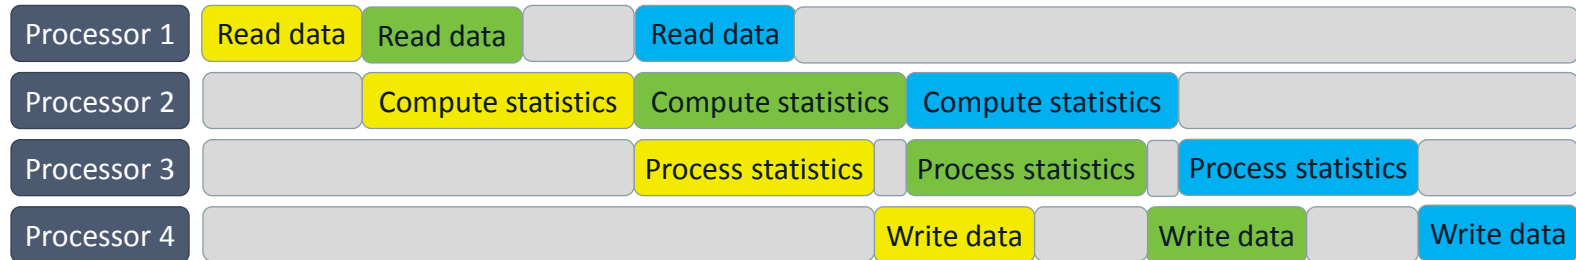 Processor 1 Read data Read data Read data
Processor 2 Compute statistics Compute statistics Compute statistics
Processor 3 Process statistics Process statistics Process statistics
Processor 4 Write data Write data Write data